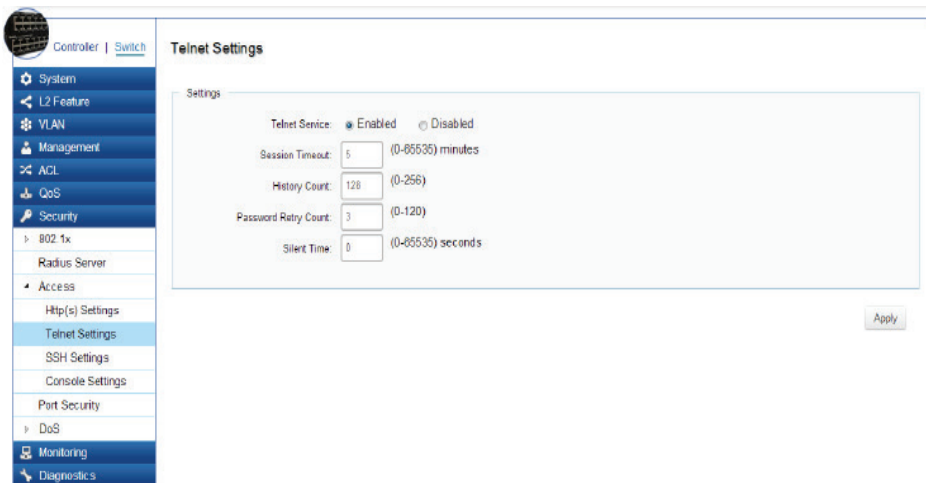 Controller | Switch
System
L2 Feature
VLAN
Management
ACL
QoS
Security
802.1x
Radius Server
Access
Http(s) Settings
Telnet Settings
SSH Settings
Console Settings
Port Security
DoS
Monitoring
Diagnostics
Telnet Settings
Settings
Telnet Service: Enabled Disabled
Session Timeout: 5 (0-65535) minutes
History Count: 128 (0-256)
Password Retry Count: 3 (0-120)
Silent Time: 0 (0-65535) seconds
Apply